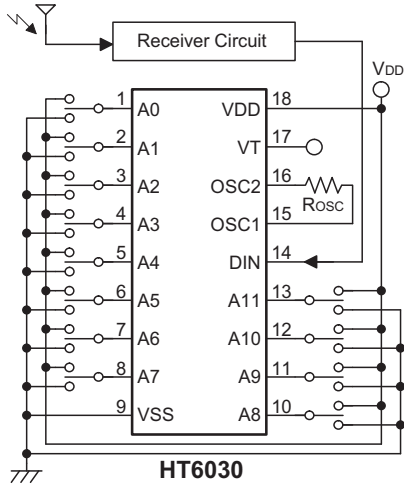 Receiver Circuit
VDD
1 A0 VDD 18
2 A1 VT 17
3 A2 OSC2 16
ROSC
4 A3 OSC1 15
5 A4 DIN 14
6 A5 A11 13
7 A6 A10 12
8 A7 A9 11
9 VSS A8 10
HT6030